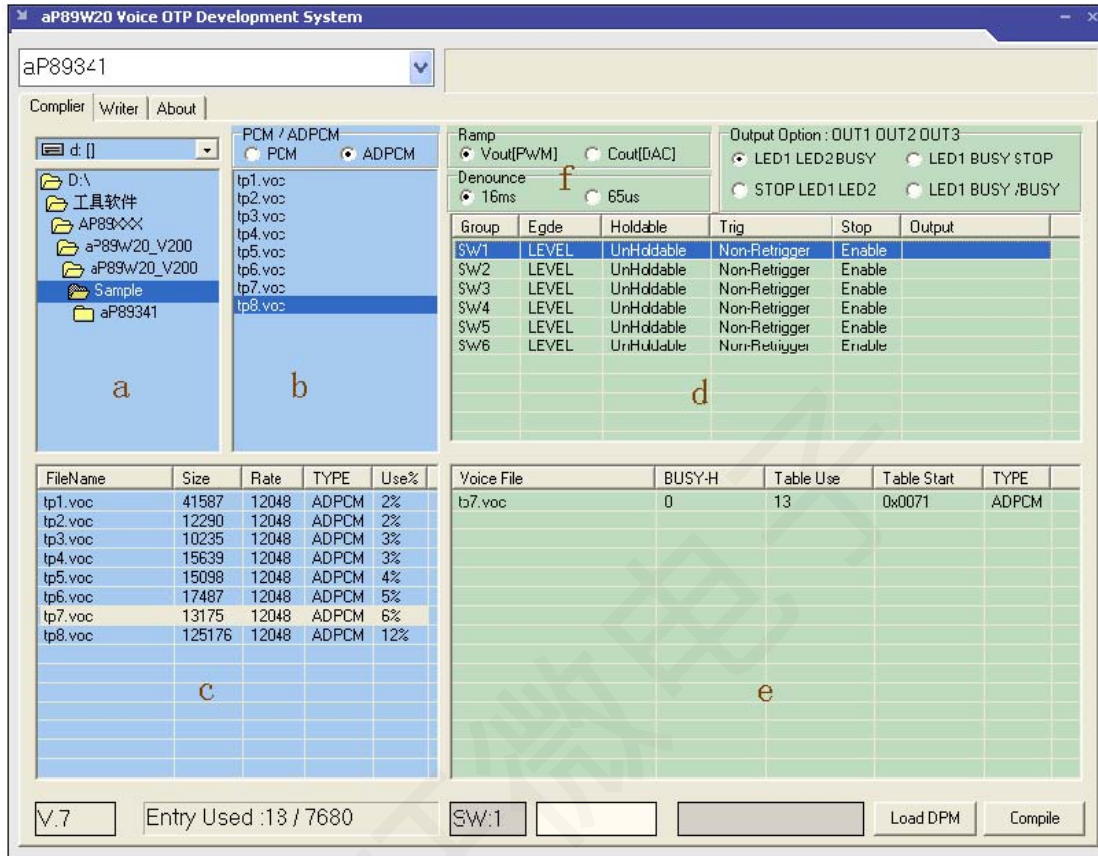 aP89W20 Voice OTP Development System
aP89341
Complier Writer About
d: []
D:\
工具软件
AP89XXX
aP89W20_V200
aP89W20_V200
Sample
aP89341
a
PCM / ADPCM
PCM ADPCM
tp1.voc
tp2.voc
tp3.voc
tp4.voc
tp5.voc
tp6.voc
tp7.voc
tp8.voc
b
Ramp
Vout[PWM] Cout[DAC]
Denounce
16ms 65us
f
Output Option : OUT1 OUT2 OUT3
LED1 LED2 BUSY LED1 BUSY STOP
STOP LED1 LED2 LED1 BUSY /BUSY
Group Egde Holdable Trig Stop Output
SW1 LEVEL UnHoldable Non-Retrigger Enable
SW2 LEVEL UnHoldable Non-Retrigger Enable
SW3 LEVEL UnHoldable Non-Retrigger Enable
SW4 LEVEL UnHoldable Non-Retrigger Enable
SW5 LEVEL UnHoldable Non-Retrigger Enable
SW6 LEVEL UnHoldable Non-Retrigger Enable
d
FileName Size Rate TYPE Use%
tp1.voc 41587 12048 ADPCM 2%
tp2.voc 12290 12048 ADPCM 2%
tp3.voc 10235 12048 ADPCM 3%
tp4.voc 15639 12048 ADPCM 3%
tp5.voc 15098 12048 ADPCM 4%
tp6.voc 17487 12048 ADPCM 5%
tp7.voc 13175 12048 ADPCM 6%
tp8.voc 125176 12048 ADPCM 12%
c
Voice File BUSY-H Table Use Table Start TYPE
tp7.voc 0 13 0x0071 ADPCM
e
V.7
Entry Used :13 / 7680
SW:1
Load DPM
Compile
微电子